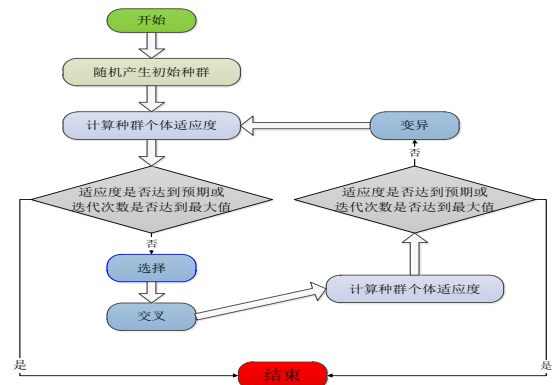 开始
随机产生初始种群
计算种群个体适应度
变异
否
适应度是否达到预期或
迭代次数是否达到最大值
适应度是否达到预期或
迭代次数是否达到最大值
否
选择
计算种群个体适应度
交叉
是
是
结束